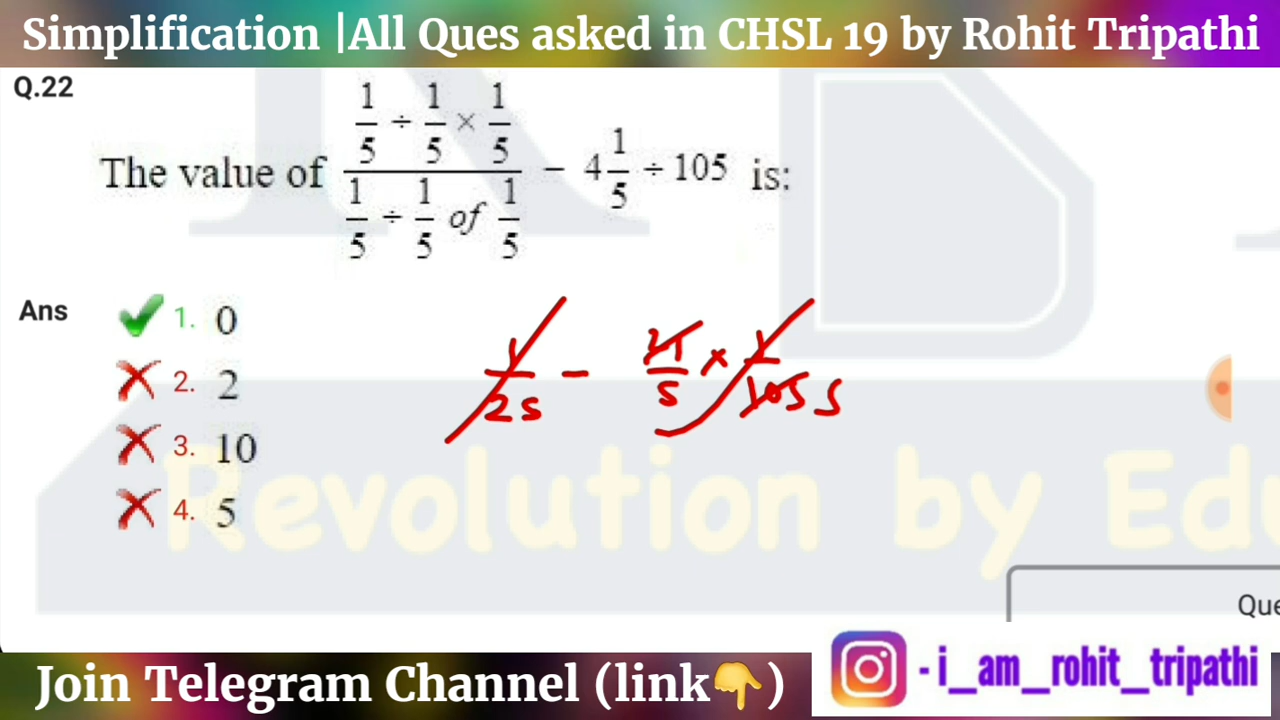 Simplification |All Ques asked in CHSL 19 by Rohit Tripathi
Q.22
The value of (1/5 ÷ 1/5 × 1/5)/(1/5 ÷ 1/5 of 1/5) − 4 1/5 ÷ 105 is:
Ans
1. 0
2. 2
3. 10
4. 5
1/25 − 21/5 × 1/105 5
Revolution by Edu
Que
Join Telegram Channel (link👇)
-i_am_rohit_tripathi